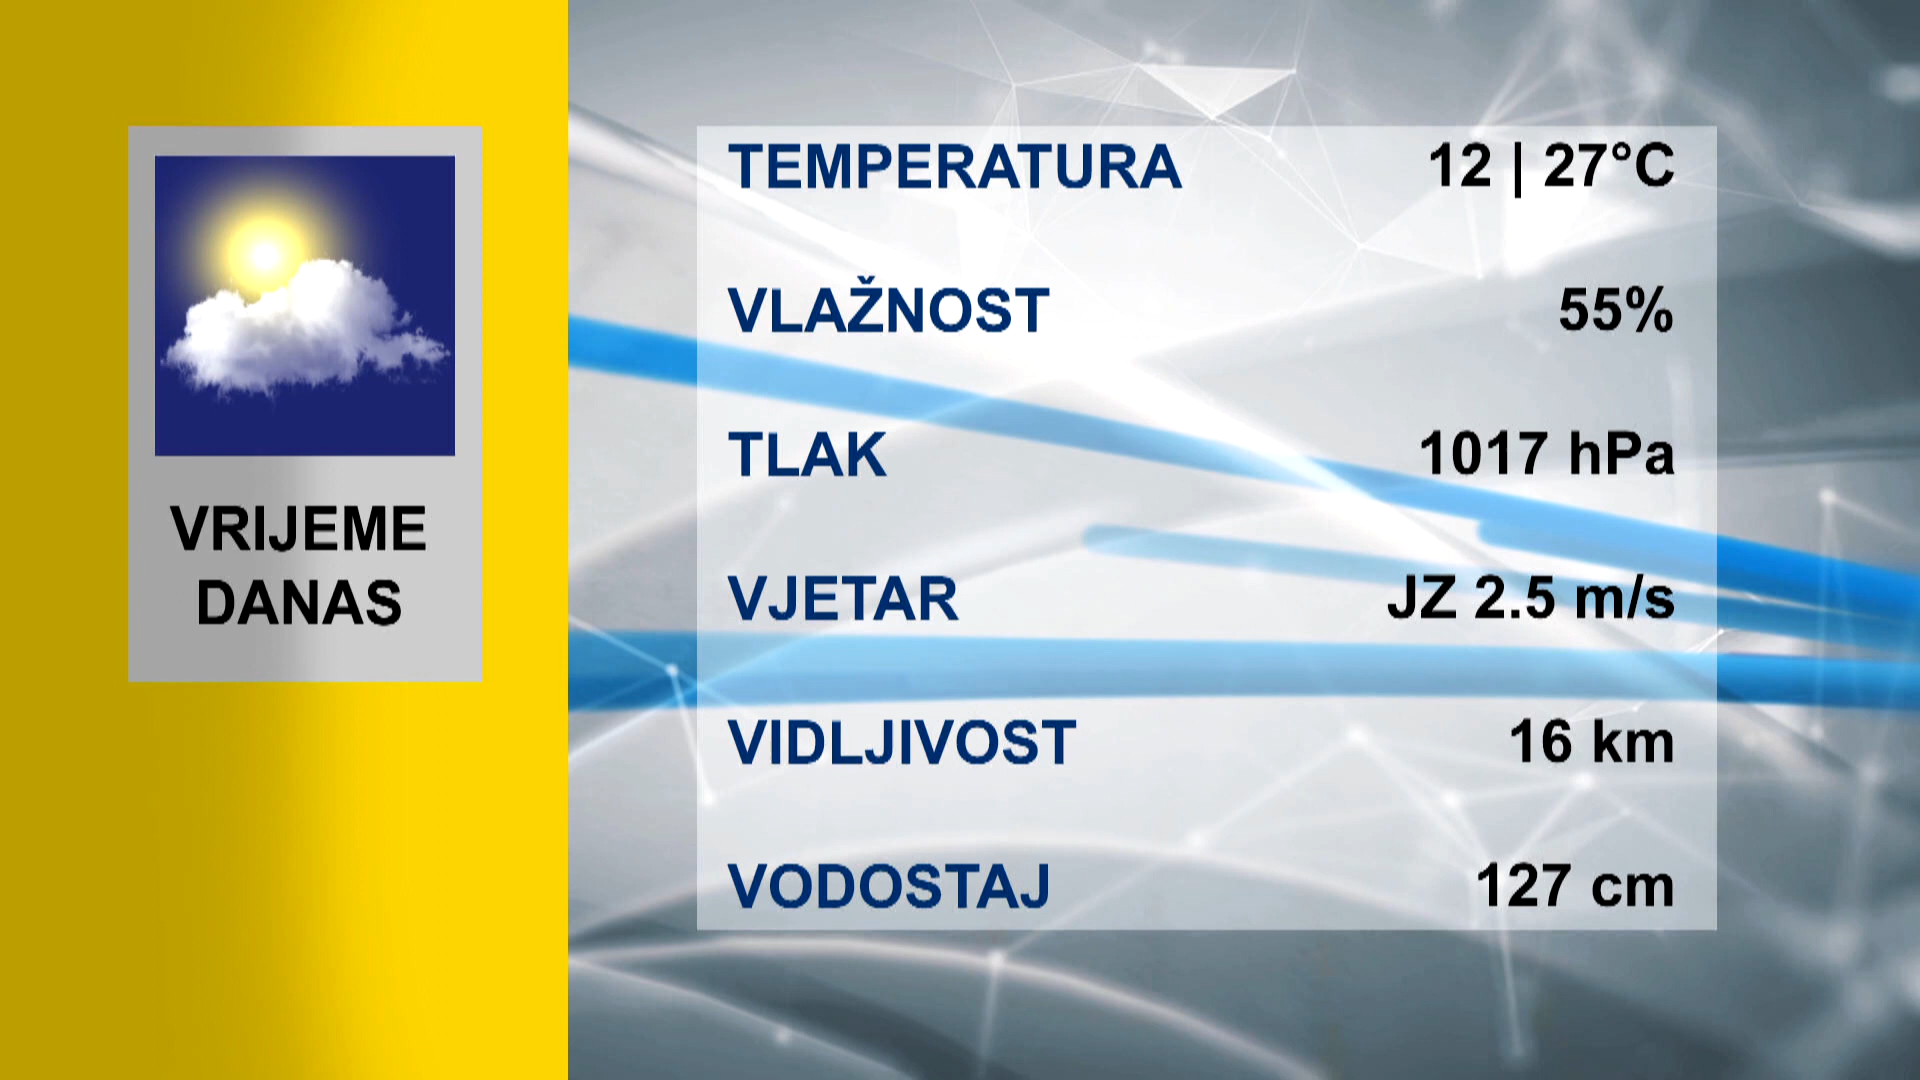 VRIJEME
DANAS
TEMPERATURA 12 | 27°C
VLAŽNOST 55%
TLAK 1017 hPa
VJETAR JZ 2.5 m/s
VIDLJIVOST 16 km
VODOSTAJ 127 cm